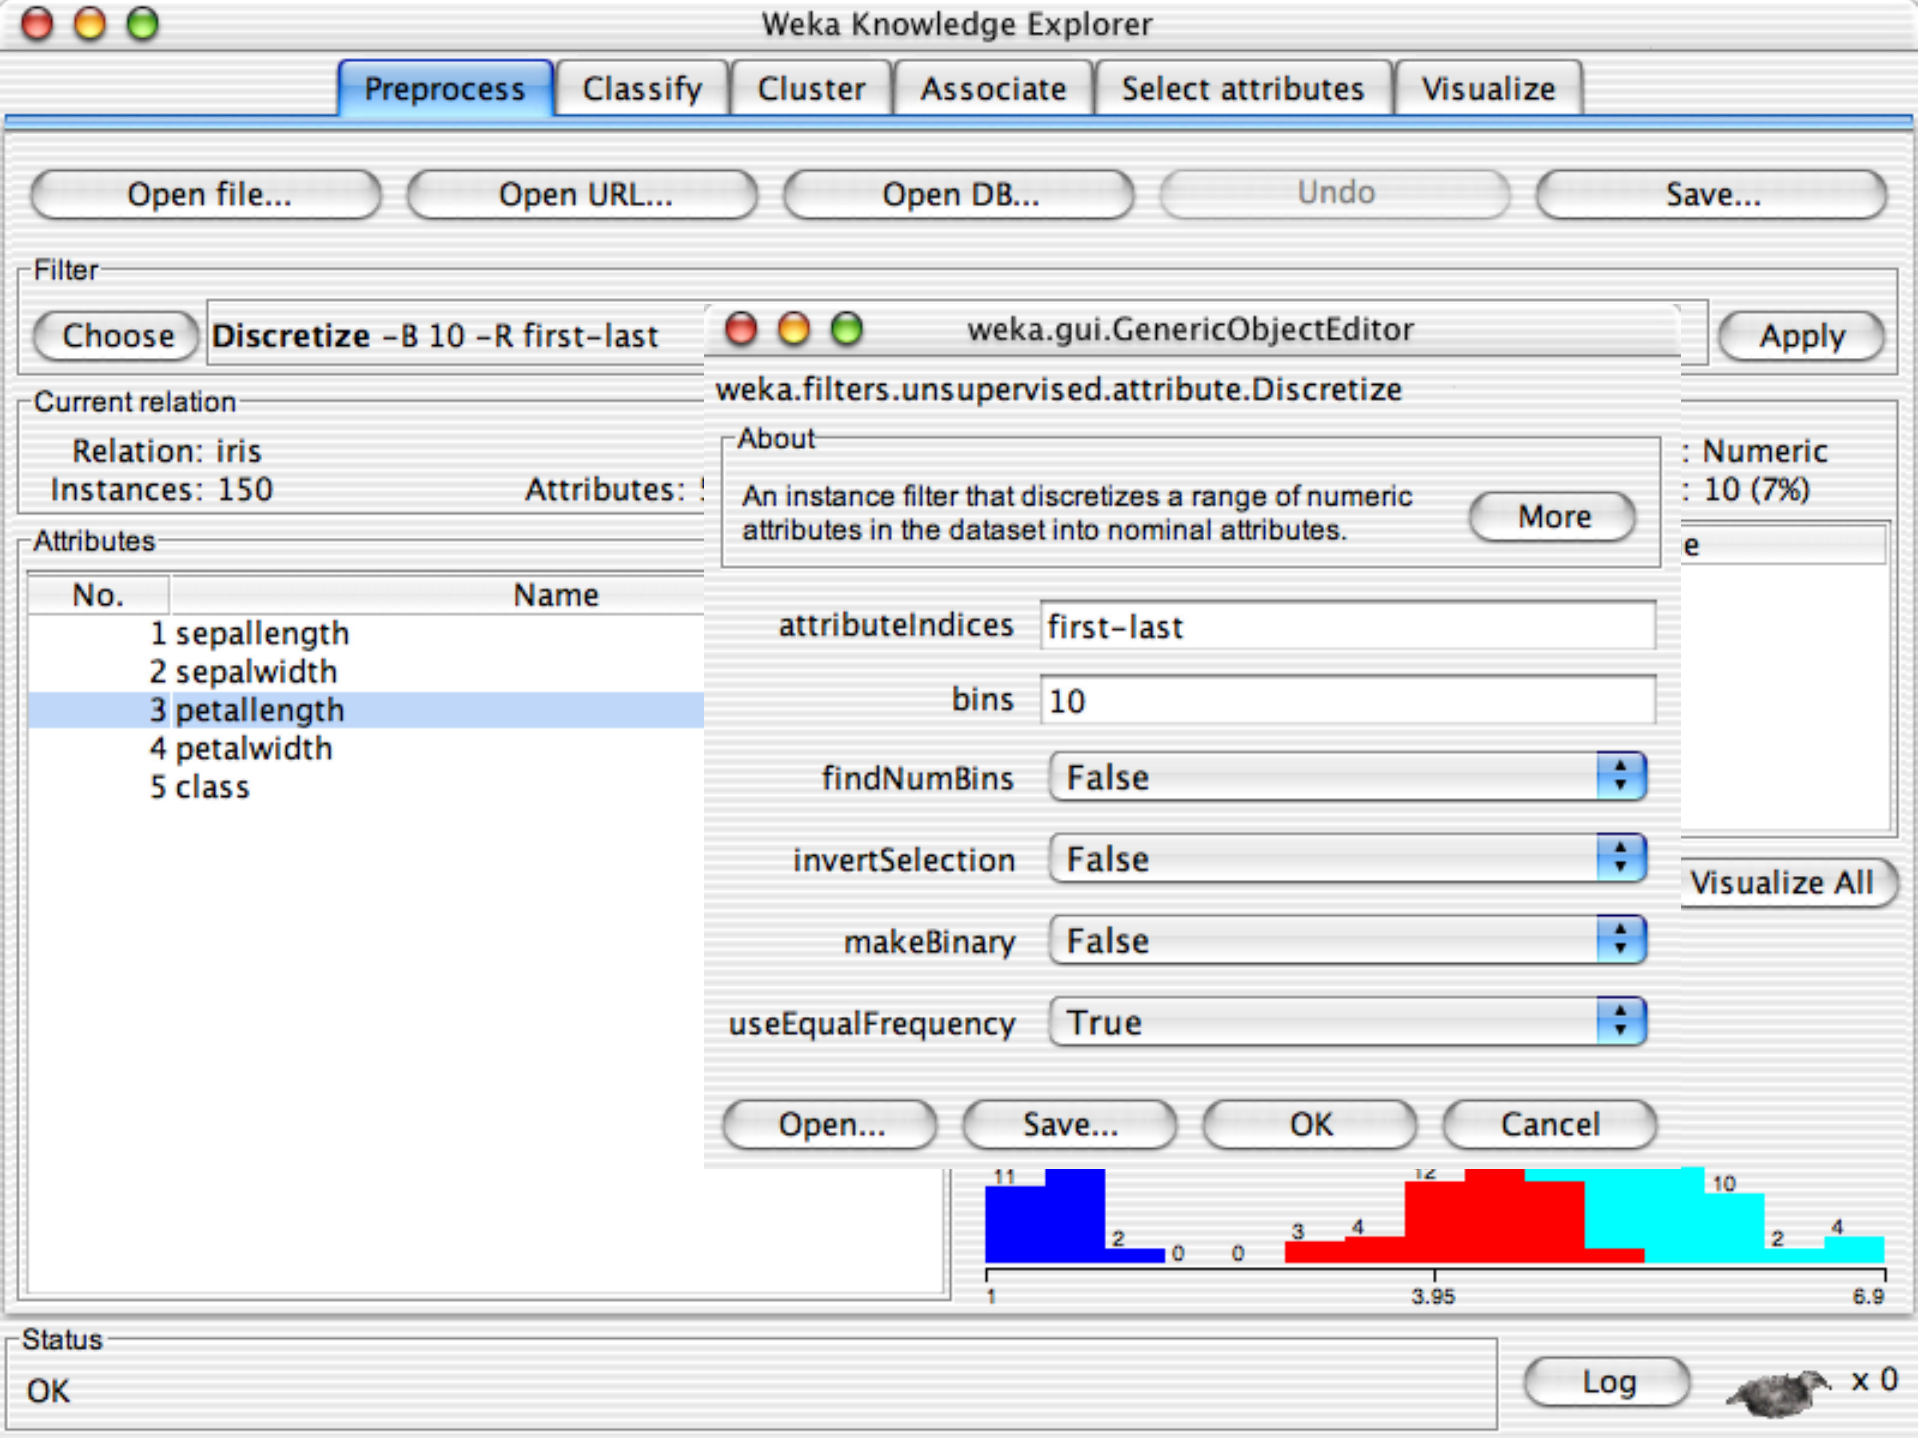 Weka Knowledge Explorer
Preprocess Classify Cluster Associate Select attributes Visualize
Open file... Open URL... Open DB... Undo Save...
Filter
Choose Discretize -B 10 -R first-last Apply
weka.gui.GenericObjectEditor
weka.filters.unsupervised.attribute.Discretize
About
An instance filter that discretizes a range of numeric
attributes in the dataset into nominal attributes.
More
attributeIndices first-last
bins 10
findNumBins False
invertSelection False
makeBinary False
useEqualFrequency True
Open... Save... OK Cancel
Current relation
Relation: iris
Instances: 150 Attributes:
: Numeric
: 10 (7%)
e
Attributes
No. Name
1 sepallength
2 sepalwidth
3 petallength
4 petalwidth
5 class
Visualize All
11 2 0 0 3 4 12 10 2 4
1 3.95 6.9
Status
OK
Log x 0